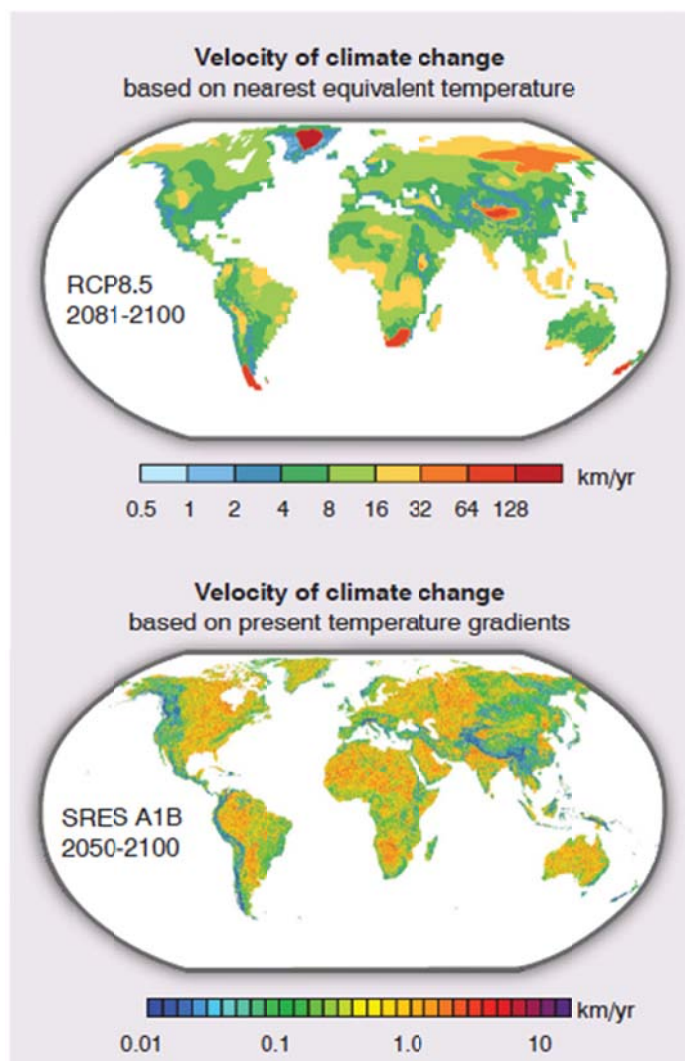 Velocity of climate change
based on nearest equivalent temperature
RCP8.5
2081-2100
km/yr
0.5 1 2 4 8 16 32 64 128
Velocity of climate change
based on present temperature gradients
SRES A1B
2050-2100
km/yr
0.01 0.1 1.0 10